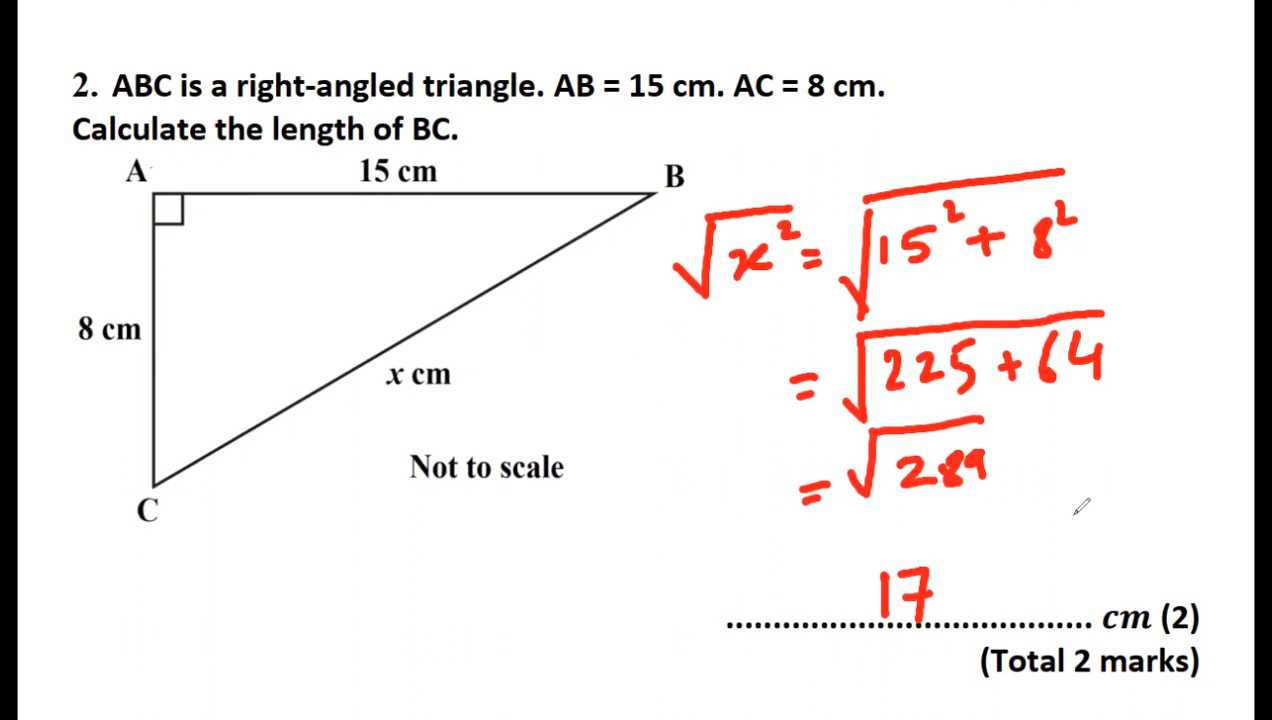 2. ABC is a right-angled triangle. AB = 15 cm. AC = 8 cm.
Calculate the length of BC.
A 15 cm B
√x² = √15² + 8²
8 cm
= √225 + 64
x cm
Not to scale
= √289
C
17
........................................ cm (2)
(Total 2 marks)